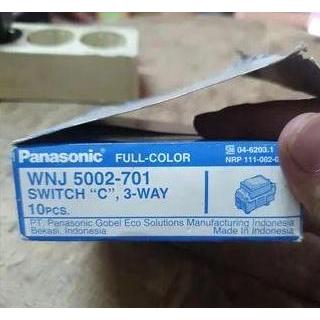 Panasonic FULL-COLOR
SNI 04-6203.1
NRP 111-002-
WNJ 5002-701
SWITCH "C", 3-WAY
10PCS.
PT. Panasonic Gobel Eco Solutions Manufacturing Indonesia
Bekasi, Indonesia Made In Indonesia